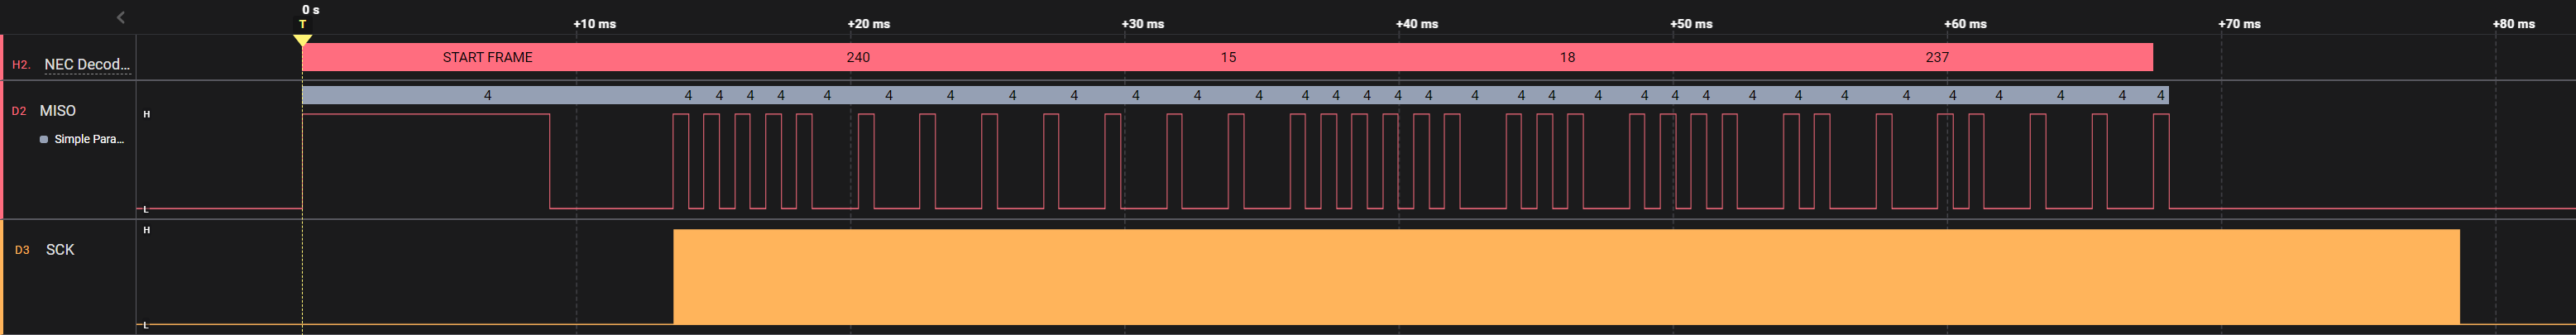 0 s
T
+10 ms +20 ms +30 ms +40 ms +50 ms +60 ms +70 ms +80 ms
H2. NEC Decod... START FRAME 240 15 18 237
4 4 4 4 4 4 4 4 4 4 4 4 4 4 4 4 4 4 4 4 4 4 4 4 4 4 4 4 4 4 4 4 4 4
D2 MISO H
Simple Para...
L
H
D3 SCK
L